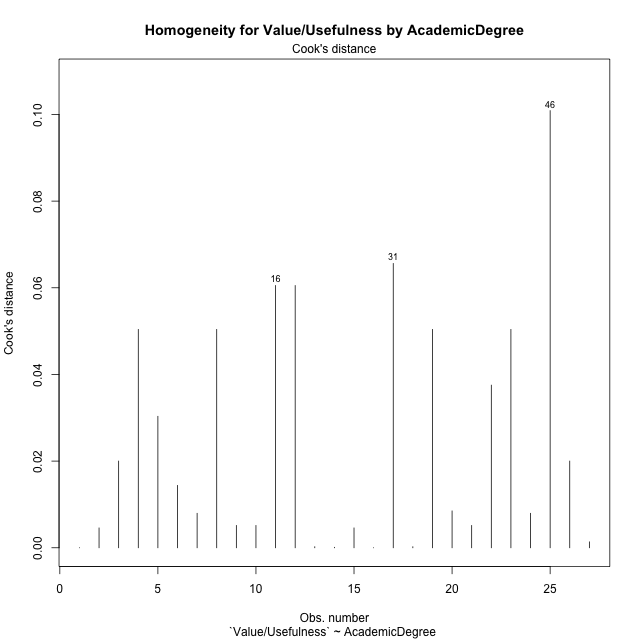 Homogeneity for Value/Usefulness by AcademicDegree
Cook's distance
46
31
16
Cook's distance
0.10
0.08
0.06
0.04
0.02
0.00
0 5 10 15 20 25
Obs. number
`Value/Usefulness` ~ AcademicDegree